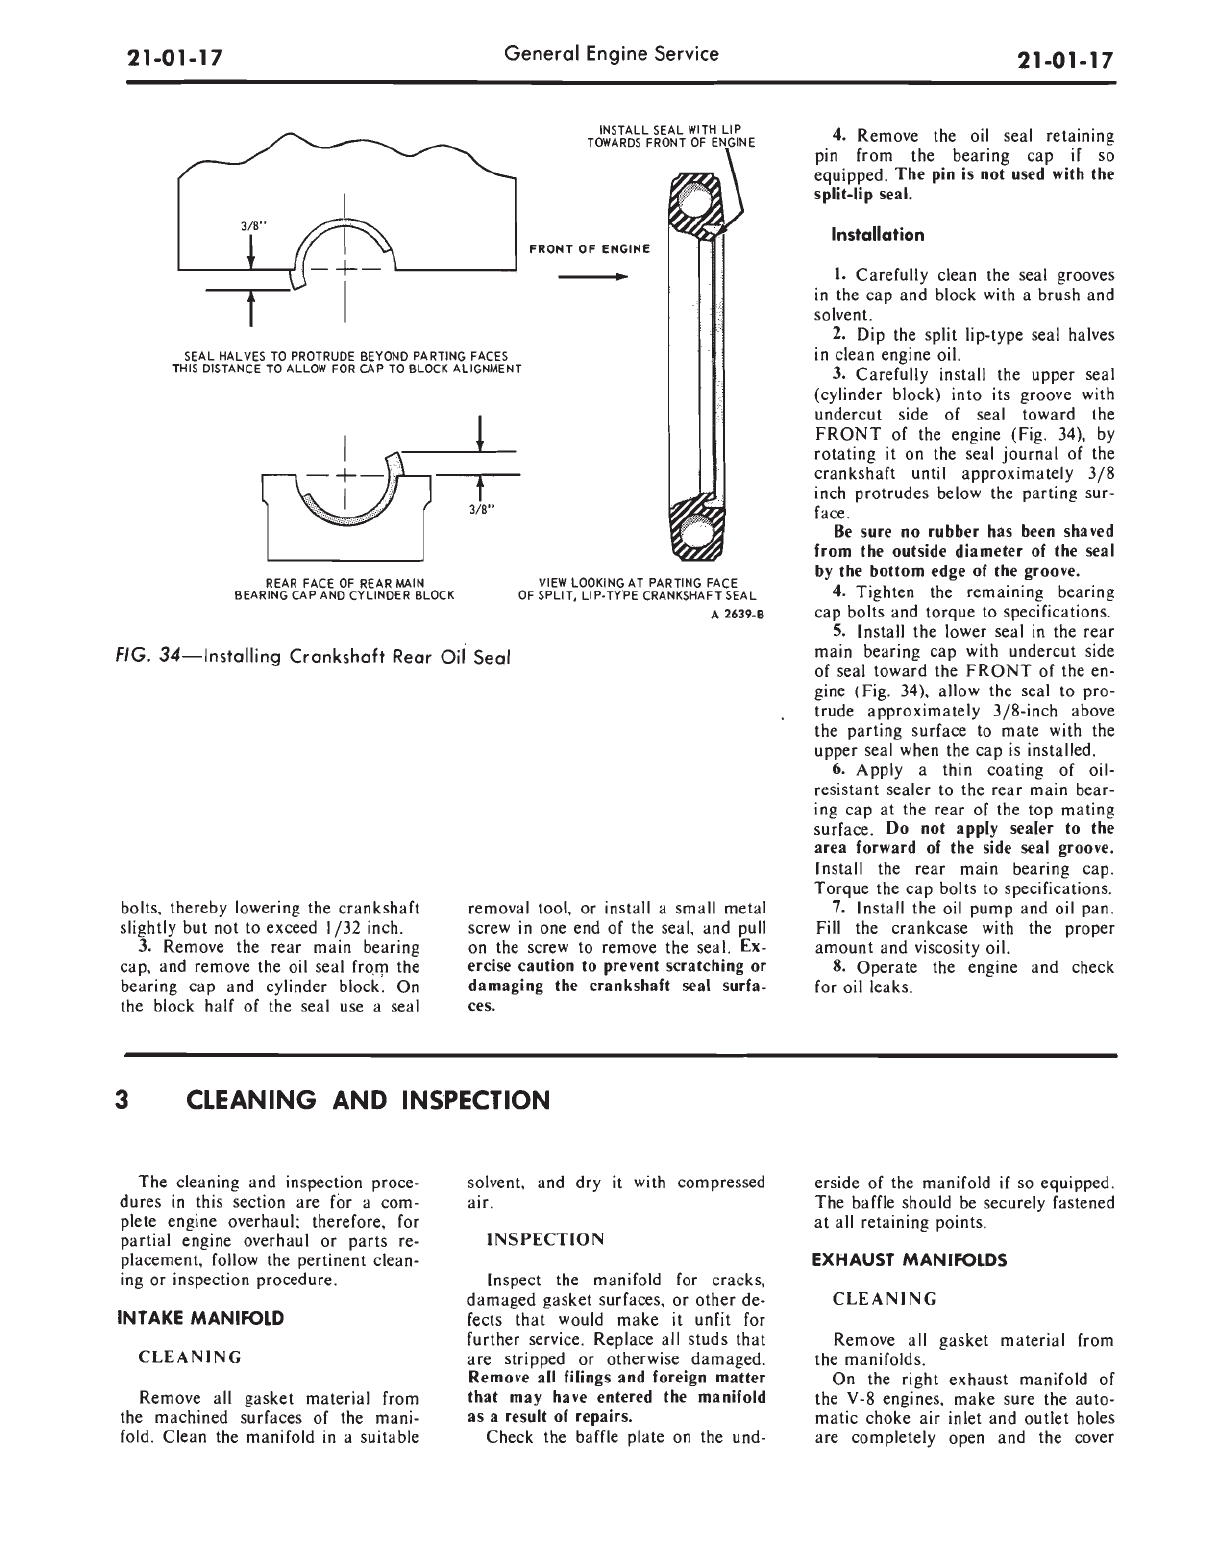 21-01-17
General Engine Service
21-01-17
INSTALL SEAL WITH LIP
TOWARDS FRONT OF ENGINE
3/8"
FRONT OF ENGINE
SEAL HALVES TO PROTRUDE BEYOND PARTING FACES
THIS DISTANCE TO ALLOW FOR CAP TO BLOCK ALIGNMENT
3/8"
REAR FACE OF REAR MAIN
BEARING CAP AND CYLINDER BLOCK
VIEW LOOKING AT PARTING FACE
OF SPLIT, LIP-TYPE CRANKSHAFT SEAL
A 2639-B
FIG. 34—Installing Crankshaft Rear Oil Seal
bolts, thereby lowering the crankshaft
slightly but not to exceed 1/32 inch.
3. Remove the rear main bearing
cap, and remove the oil seal from the
bearing cap and cylinder block. On
the block half of the seal use a seal
removal tool, or install a small metal
screw in one end of the seal, and pull
on the screw to remove the seal. Ex-
ercise caution to prevent scratching or
damaging the crankshaft seal surfa-
ces.
4. Remove the oil seal retaining
pin from the bearing cap if so
equipped. The pin is not used with the
split-lip seal.
Installation
1. Carefully clean the seal grooves
in the cap and block with a brush and
solvent.
2. Dip the split lip-type seal halves
in clean engine oil.
3. Carefully install the upper seal
(cylinder block) into its groove with
undercut side of seal toward the
FRONT of the engine (Fig. 34), by
rotating it on the seal journal of the
crankshaft until approximately 3/8
inch protrudes below the parting sur-
face.
Be sure no rubber has been shaved
from the outside diameter of the seal
by the bottom edge of the groove.
4. Tighten the remaining bearing
cap bolts and torque to specifications.
5. Install the lower seal in the rear
main bearing cap with undercut side
of seal toward the FRONT of the en-
gine (Fig. 34), allow the seal to pro-
trude approximately 3/8-inch above
the parting surface to mate with the
upper seal when the cap is installed.
6. Apply a thin coating of oil-
resistant sealer to the rear main bear-
ing cap at the rear of the top mating
surface. Do not apply sealer to the
area forward of the side seal groove.
Install the rear main bearing cap.
Torque the cap bolts to specifications.
7. Install the oil pump and oil pan.
Fill the crankcase with the proper
amount and viscosity oil.
8. Operate the engine and check
for oil leaks.
3 CLEANING AND INSPECTION
The cleaning and inspection proce-
dures in this section are for a com-
plete engine overhaul; therefore, for
partial engine overhaul or parts re-
placement, follow the pertinent clean-
ing or inspection procedure.
INTAKE MANIFOLD
CLEANING
Remove all gasket material from
the machined surfaces of the mani-
fold. Clean the manifold in a suitable
solvent, and dry it with compressed
air.
INSPECTION
Inspect the manifold for cracks,
damaged gasket surfaces, or other de-
fects that would make it unfit for
further service. Replace all studs that
are stripped or otherwise damaged.
Remove all filings and foreign matter
that may have entered the manifold
as a result of repairs.
Check the baffle plate on the und-
erside of the manifold if so equipped.
The baffle should be securely fastened
at all retaining points.
EXHAUST MANIFOLDS
CLEANING
Remove all gasket material from
the manifolds.
On the right exhaust manifold of
the V-8 engines, make sure the auto-
matic choke air inlet and outlet holes
are completely open and the cover